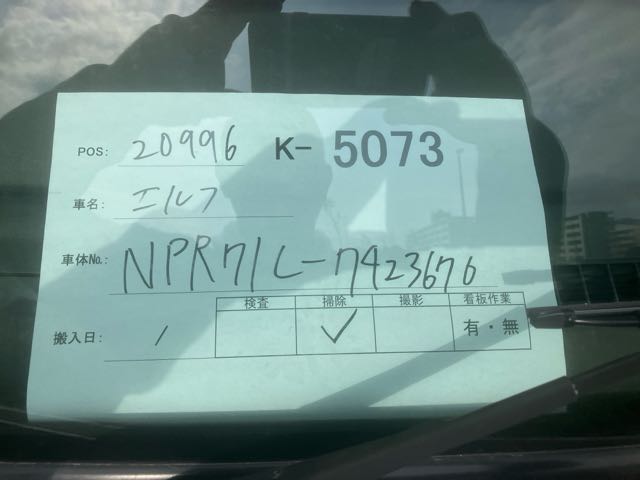 POS: 20996 K- 5073
車名: エルフ
車体No.: NPR71L-7423676
検査 掃除 撮影 看板作業
搬入日: / ✓ 有・無